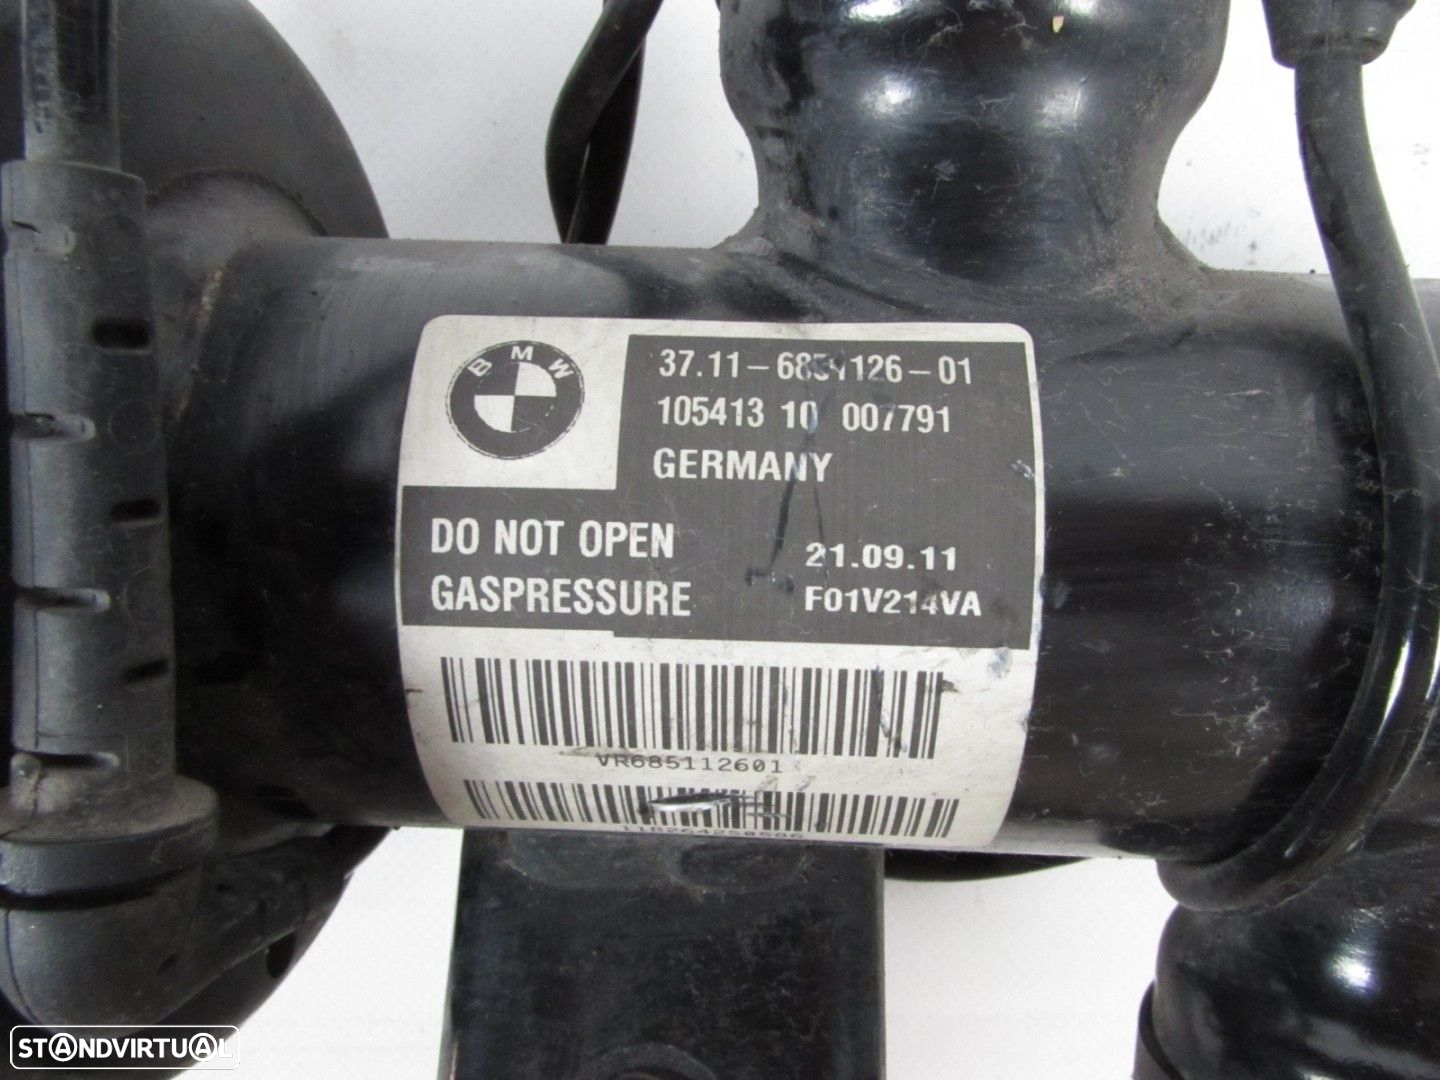 BMW
37.11-6851126-01
105413 10 007791
GERMANY
DO NOT OPEN
GASPRESSURE
21.09.11
F01V214VA
VR685112601
STANDVIRTUAL